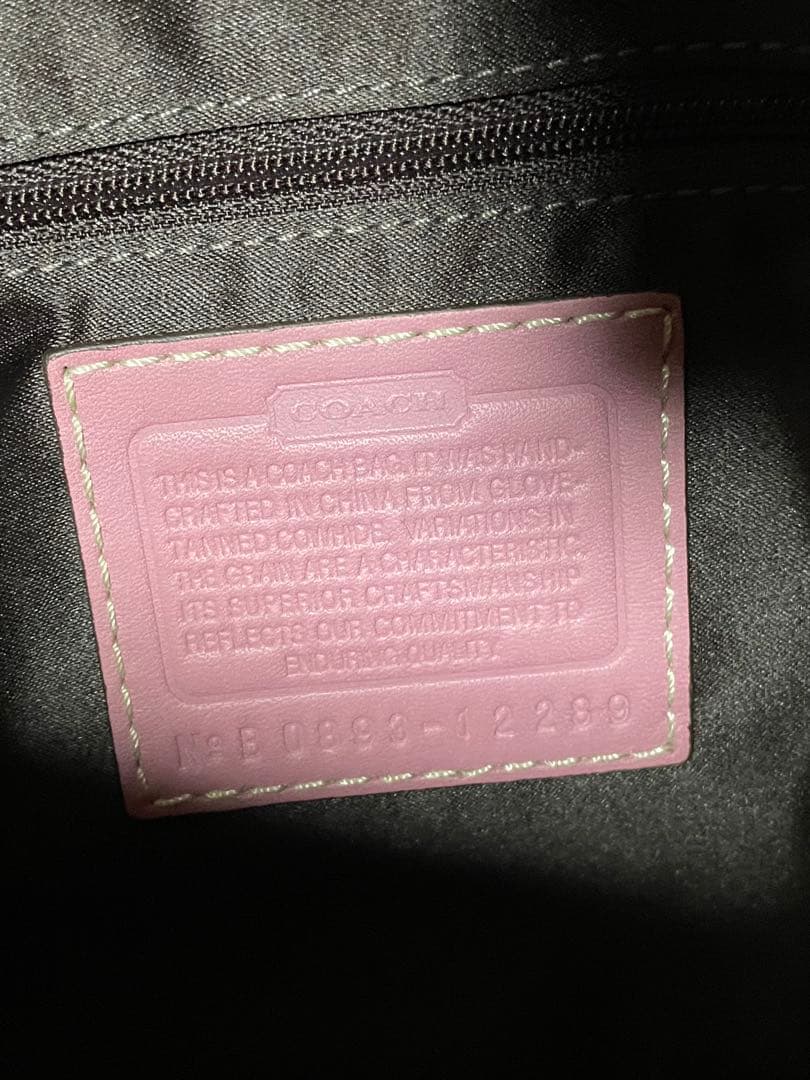 COACH
THIS IS A COACH BAG. IT WAS HAND-
CRAFTED IN CHINA FROM GLOVE-
TANNED COWHIDE. VARIATIONS IN
THE GRAIN ARE A CHARACTERISTIC.
ITS SUPERIOR CRAFTSMANSHIP
REFLECTS OUR COMMITMENT TO
ENDURING QUALITY.
№ B 0893-12289